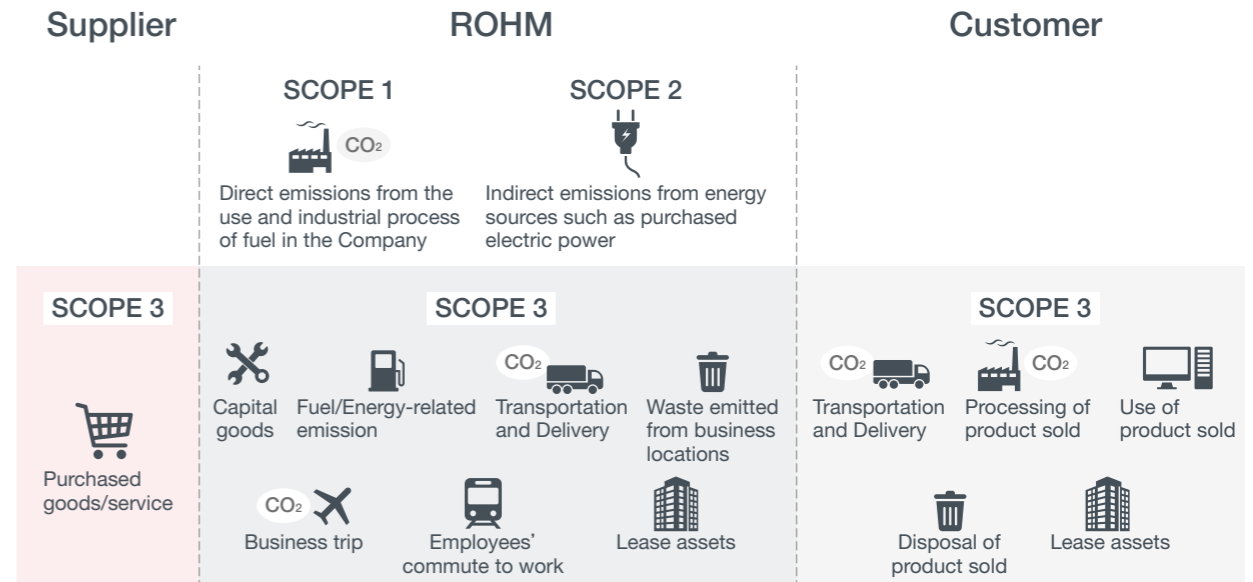 Supplier
ROHM
Customer
SCOPE 1
SCOPE 2
CO₂
Direct emissions from the
use and industrial process
of fuel in the Company
Indirect emissions from energy
sources such as purchased
electric power
SCOPE 3
Purchased
goods/service
SCOPE 3
Capital
goods
Fuel/Energy-related
emission
CO₂
Transportation
and Delivery
Waste emitted
from business
locations
CO₂
Business trip
Employees’
commute to work
Lease assets
SCOPE 3
CO₂
Transportation
and Delivery
CO₂
Processing of
product sold
Use of
product sold
Disposal of
product sold
Lease assets